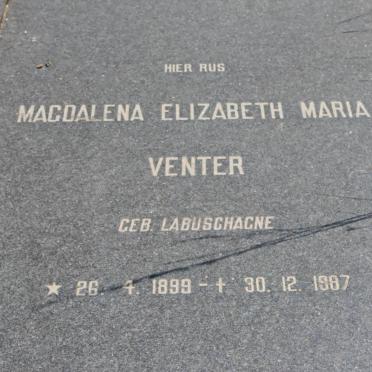 HIER RUS
MAGDALENA ELIZABETH MARIA
VENTER
GEB. LABUSCHAGNE
★ 26. 4. 1899 - † 30. 12. 1987